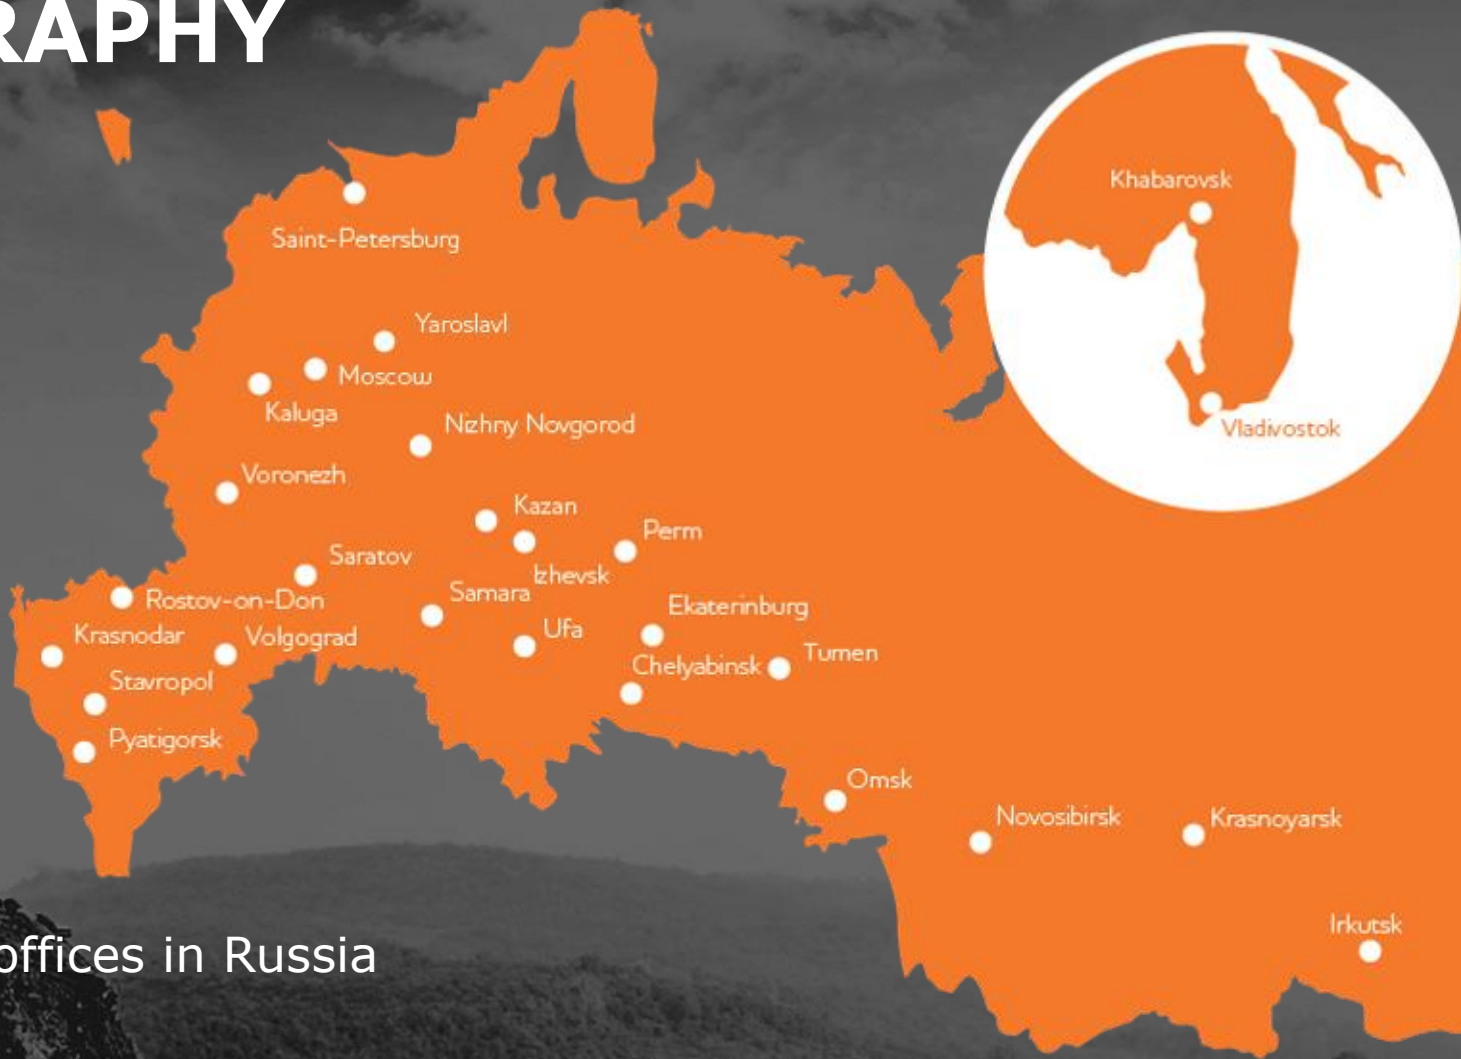 RAPHY
Khabarovsk
Saint-Petersburg
Yaroslavl
Moscow
Kaluga
Nizhny Novgorod
Vladivostok
Voronezh
Kazan
Perm
Saratov
Izhevsk
Samara
Rostov-on-Don
Ekaterinburg
Krasnodar
Volgograd
Ufa
Tumen
Chelyabinsk
Stavropol
Pyatigorsk
Omsk
Novosibirsk
Krasnoyarsk
Irkutsk
offices in Russia